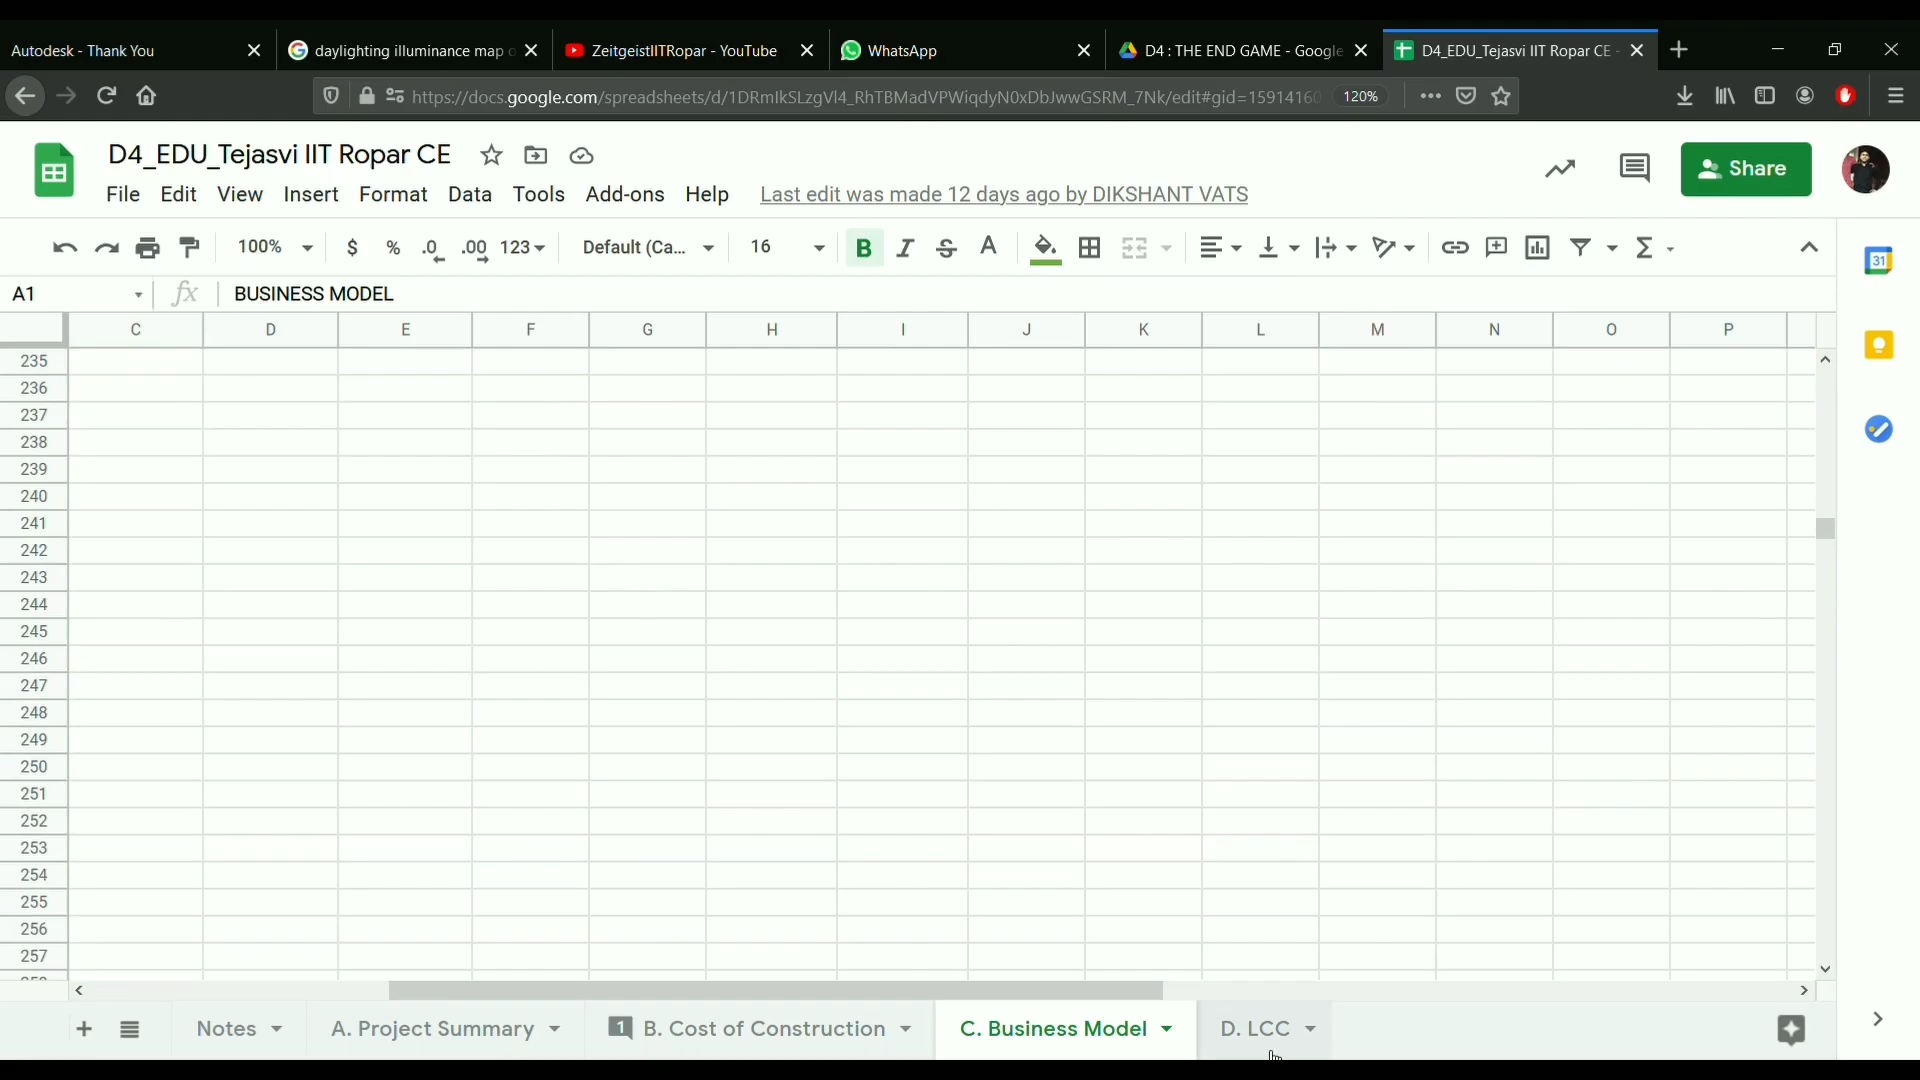 Autodesk - Thank You
daylighting illuminance map o
ZeitgeistIITRopar - YouTube
WhatsApp
D4 : THE END GAME - Google
D4_EDU_Tejasvi IIT Ropar CE -
https://docs.google.com/spreadsheets/d/1DRmlkSLzgVl4_RhTBMadVPWiqdyN0xDbJwwGSRM_7Nk/edit#gid=15914160
120%
D4_EDU_Tejasvi IIT Ropar CE
Share
File Edit View Insert Format Data Tools Add-ons Help Last edit was made 12 days ago by DIKSHANT VATS
100% $ % .0 .00 123 Default (Ca... 16 B I S A Σ
31
A1 fx BUSINESS MODEL
C D E F G H I J K L M N O P
235
236
237
238
239
240
241
242
243
244
245
246
247
248
249
250
251
252
253
254
255
256
257
Notes A. Project Summary 1 B. Cost of Construction C. Business Model D. LCC